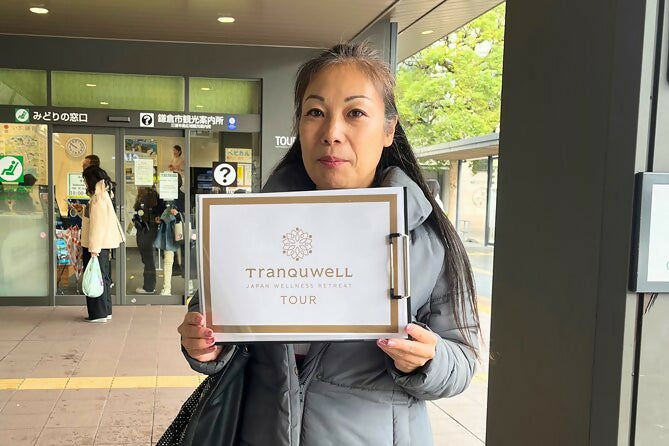 みどりの窓口
?
鎌倉市観光案内所
TOU
?
TRANQUWELL
JAPAN WELLNESS RETREAT
TOUR